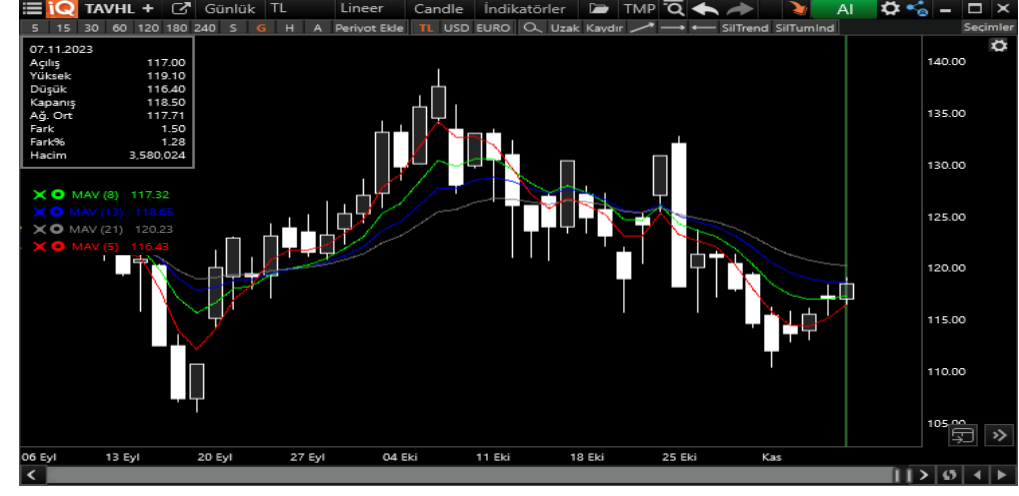 iQ TAVHL + Günlük TL Lineer Candle İndikatörler TMP AI
5 15 30 60 120 180 240 S G H A Periyot Ekle TL USD EURO Uzak Kaydır SilTrend SilTumInd Seçimler
07.11.2023
Açılış 117.00
Yüksek 119.10
Düşük 116.40
Kapanış 118.50
Ağ. Ort 117.71
Fark 1.50
Fark% 1.28
Hacim 3,580,024
MAV (8) 117.32
MAV (13) 118.65
MAV (21) 120.23
MAV (5) 116.43
140.00
135.00
130.00
125.00
120.00
115.00
110.00
105.00
06 Eyl 13 Eyl 20 Eyl 27 Eyl 04 Eki 11 Eki 18 Eki 25 Eki Kas